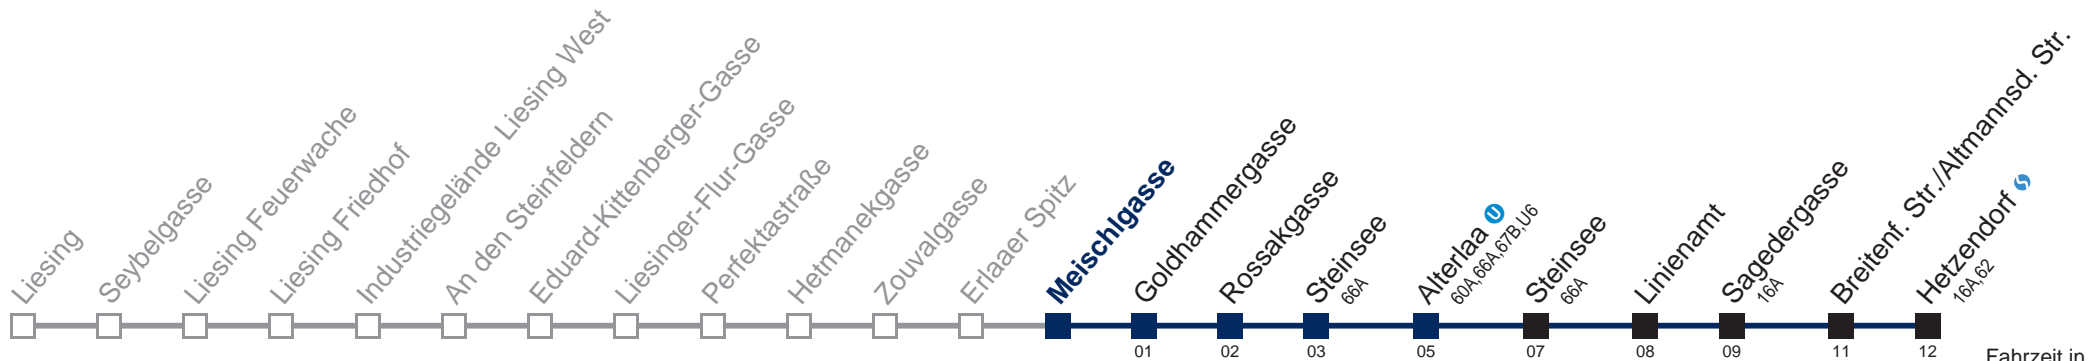 Liesing
Seybelgasse
Liesing Feuerwache
Liesing Friedhof
Industriegelände Liesing West
An den Steinfeldern
Eduard-Kittenberger-Gasse
Liesinger-Flur-Gasse
Perfektastraße
Hetmanekgasse
Zouvalgasse
Erlaaer Spitz
Meischlgasse
Goldhammergasse
Rossakgasse
Steinsee
66A
Alterlaa U
60A,66A,67B,U6
Steinsee
66A
Linienamt
Sagedergasse
16A
Breitenf. Str./Altmannsd. Str.
Hetzendorf S
16A,62
01 02 03 05 07 08 09 11 12
Fahrzeit in